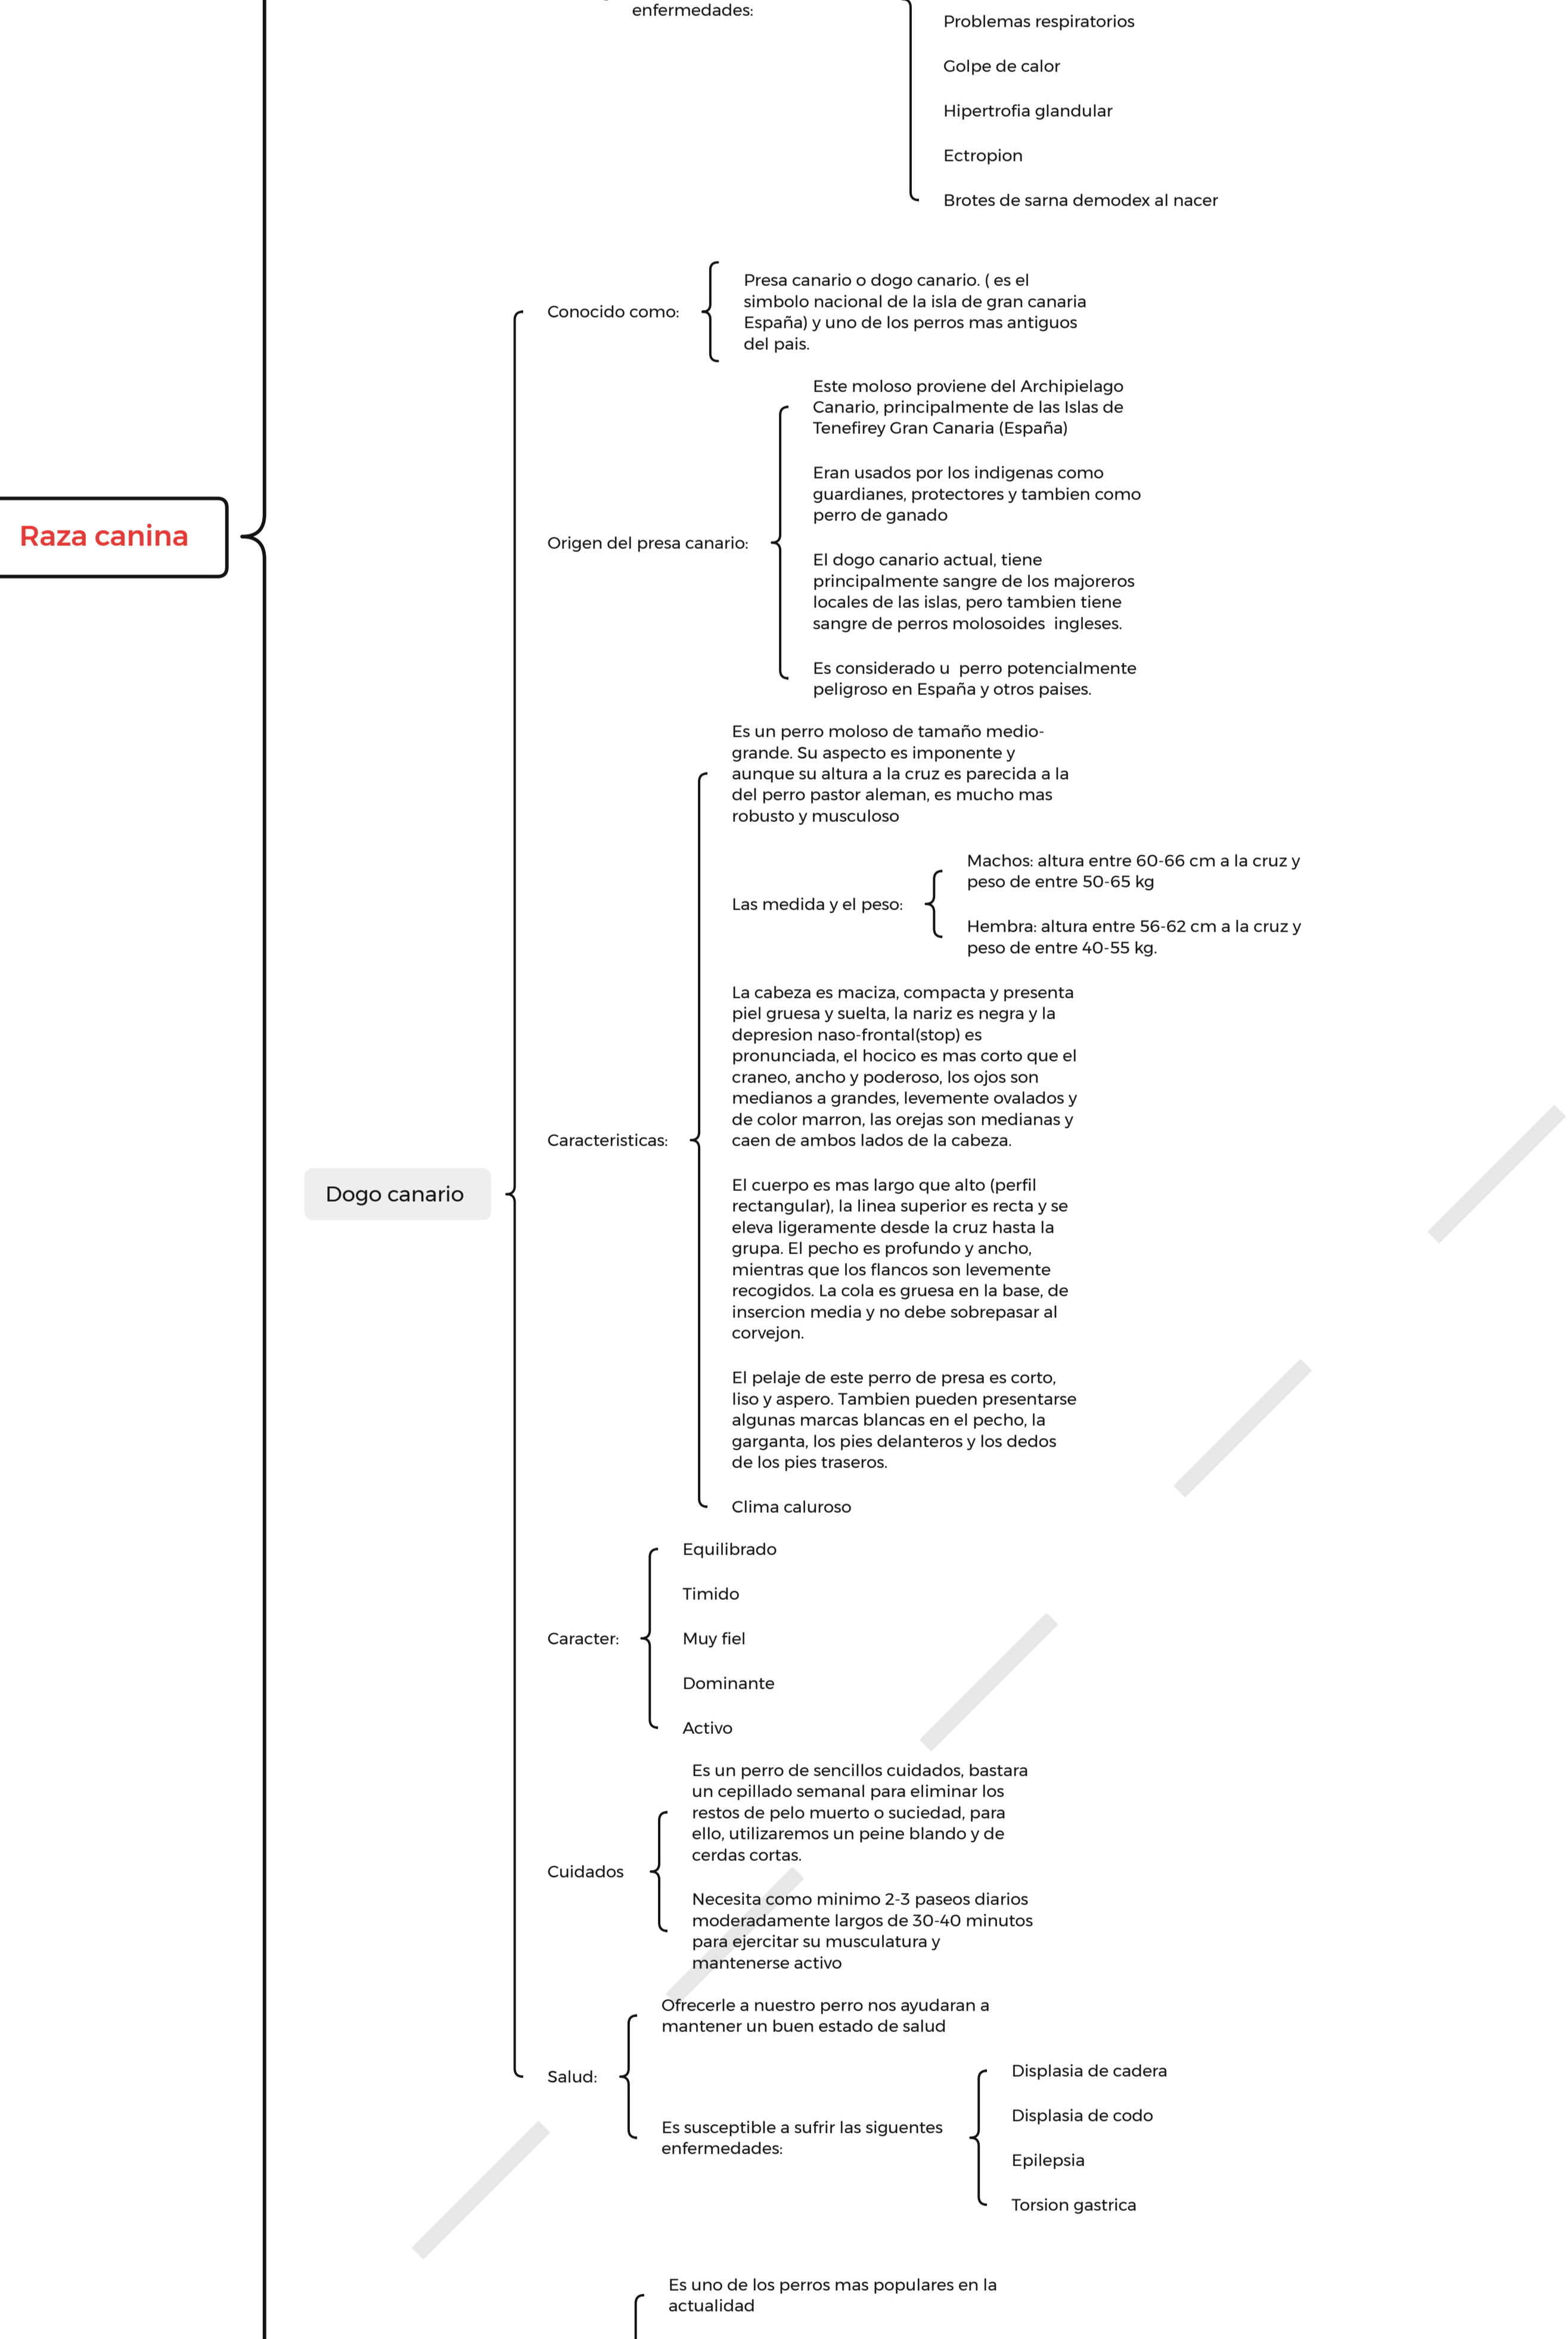 enfermedades:
Problemas respiratorios
Golpe de calor
Hipertrofia glandular
Ectropion
Brotes de sarna demodex al nacer
Raza canina
Dogo canario
Conocido como:
Presa canario o dogo canario. ( es el
simbolo nacional de la isla de gran canaria
España) y uno de los perros mas antiguos
del pais.
Origen del presa canario:
Este moloso proviene del Archipielago
Canario, principalmente de las Islas de
Tenefirey Gran Canaria (España)
Eran usados por los indigenas como
guardianes, protectores y tambien como
perro de ganado
El dogo canario actual, tiene
principalmente sangre de los majoreros
locales de las islas, pero tambien tiene
sangre de perros molosoides  ingleses.
Es considerado u  perro potencialmente
peligroso en España y otros paises.
Caracteristicas:
Es un perro moloso de tamaño medio-
grande. Su aspecto es imponente y
aunque su altura a la cruz es parecida a la
del perro pastor aleman, es mucho mas
robusto y musculoso
Las medida y el peso:
Machos: altura entre 60-66 cm a la cruz y
peso de entre 50-65 kg
Hembra: altura entre 56-62 cm a la cruz y
peso de entre 40-55 kg.
La cabeza es maciza, compacta y presenta
piel gruesa y suelta, la nariz es negra y la
depresion naso-frontal(stop) es
pronunciada, el hocico es mas corto que el
craneo, ancho y poderoso, los ojos son
medianos a grandes, levemente ovalados y
de color marron, las orejas son medianas y
caen de ambos lados de la cabeza.
El cuerpo es mas largo que alto (perfil
rectangular), la linea superior es recta y se
eleva ligeramente desde la cruz hasta la
grupa. El pecho es profundo y ancho,
mientras que los flancos son levemente
recogidos. La cola es gruesa en la base, de
insercion media y no debe sobrepasar al
corvejon.
El pelaje de este perro de presa es corto,
liso y aspero. Tambien pueden presentarse
algunas marcas blancas en el pecho, la
garganta, los pies delanteros y los dedos
de los pies traseros.
Clima caluroso
Caracter:
Equilibrado
Timido
Muy fiel
Dominante
Activo
Cuidados
Es un perro de sencillos cuidados, bastara
un cepillado semanal para eliminar los
restos de pelo muerto o suciedad, para
ello, utilizaremos un peine blando y de
cerdas cortas.
Necesita como minimo 2-3 paseos diarios
moderadamente largos de 30-40 minutos
para ejercitar su musculatura y
mantenerse activo
Salud:
Ofrecerle a nuestro perro nos ayudaran a
mantener un buen estado de salud
Es susceptible a sufrir las siguentes
enfermedades:
Displasia de cadera
Displasia de codo
Epilepsia
Torsion gastrica
Es uno de los perros mas populares en la
actualidad